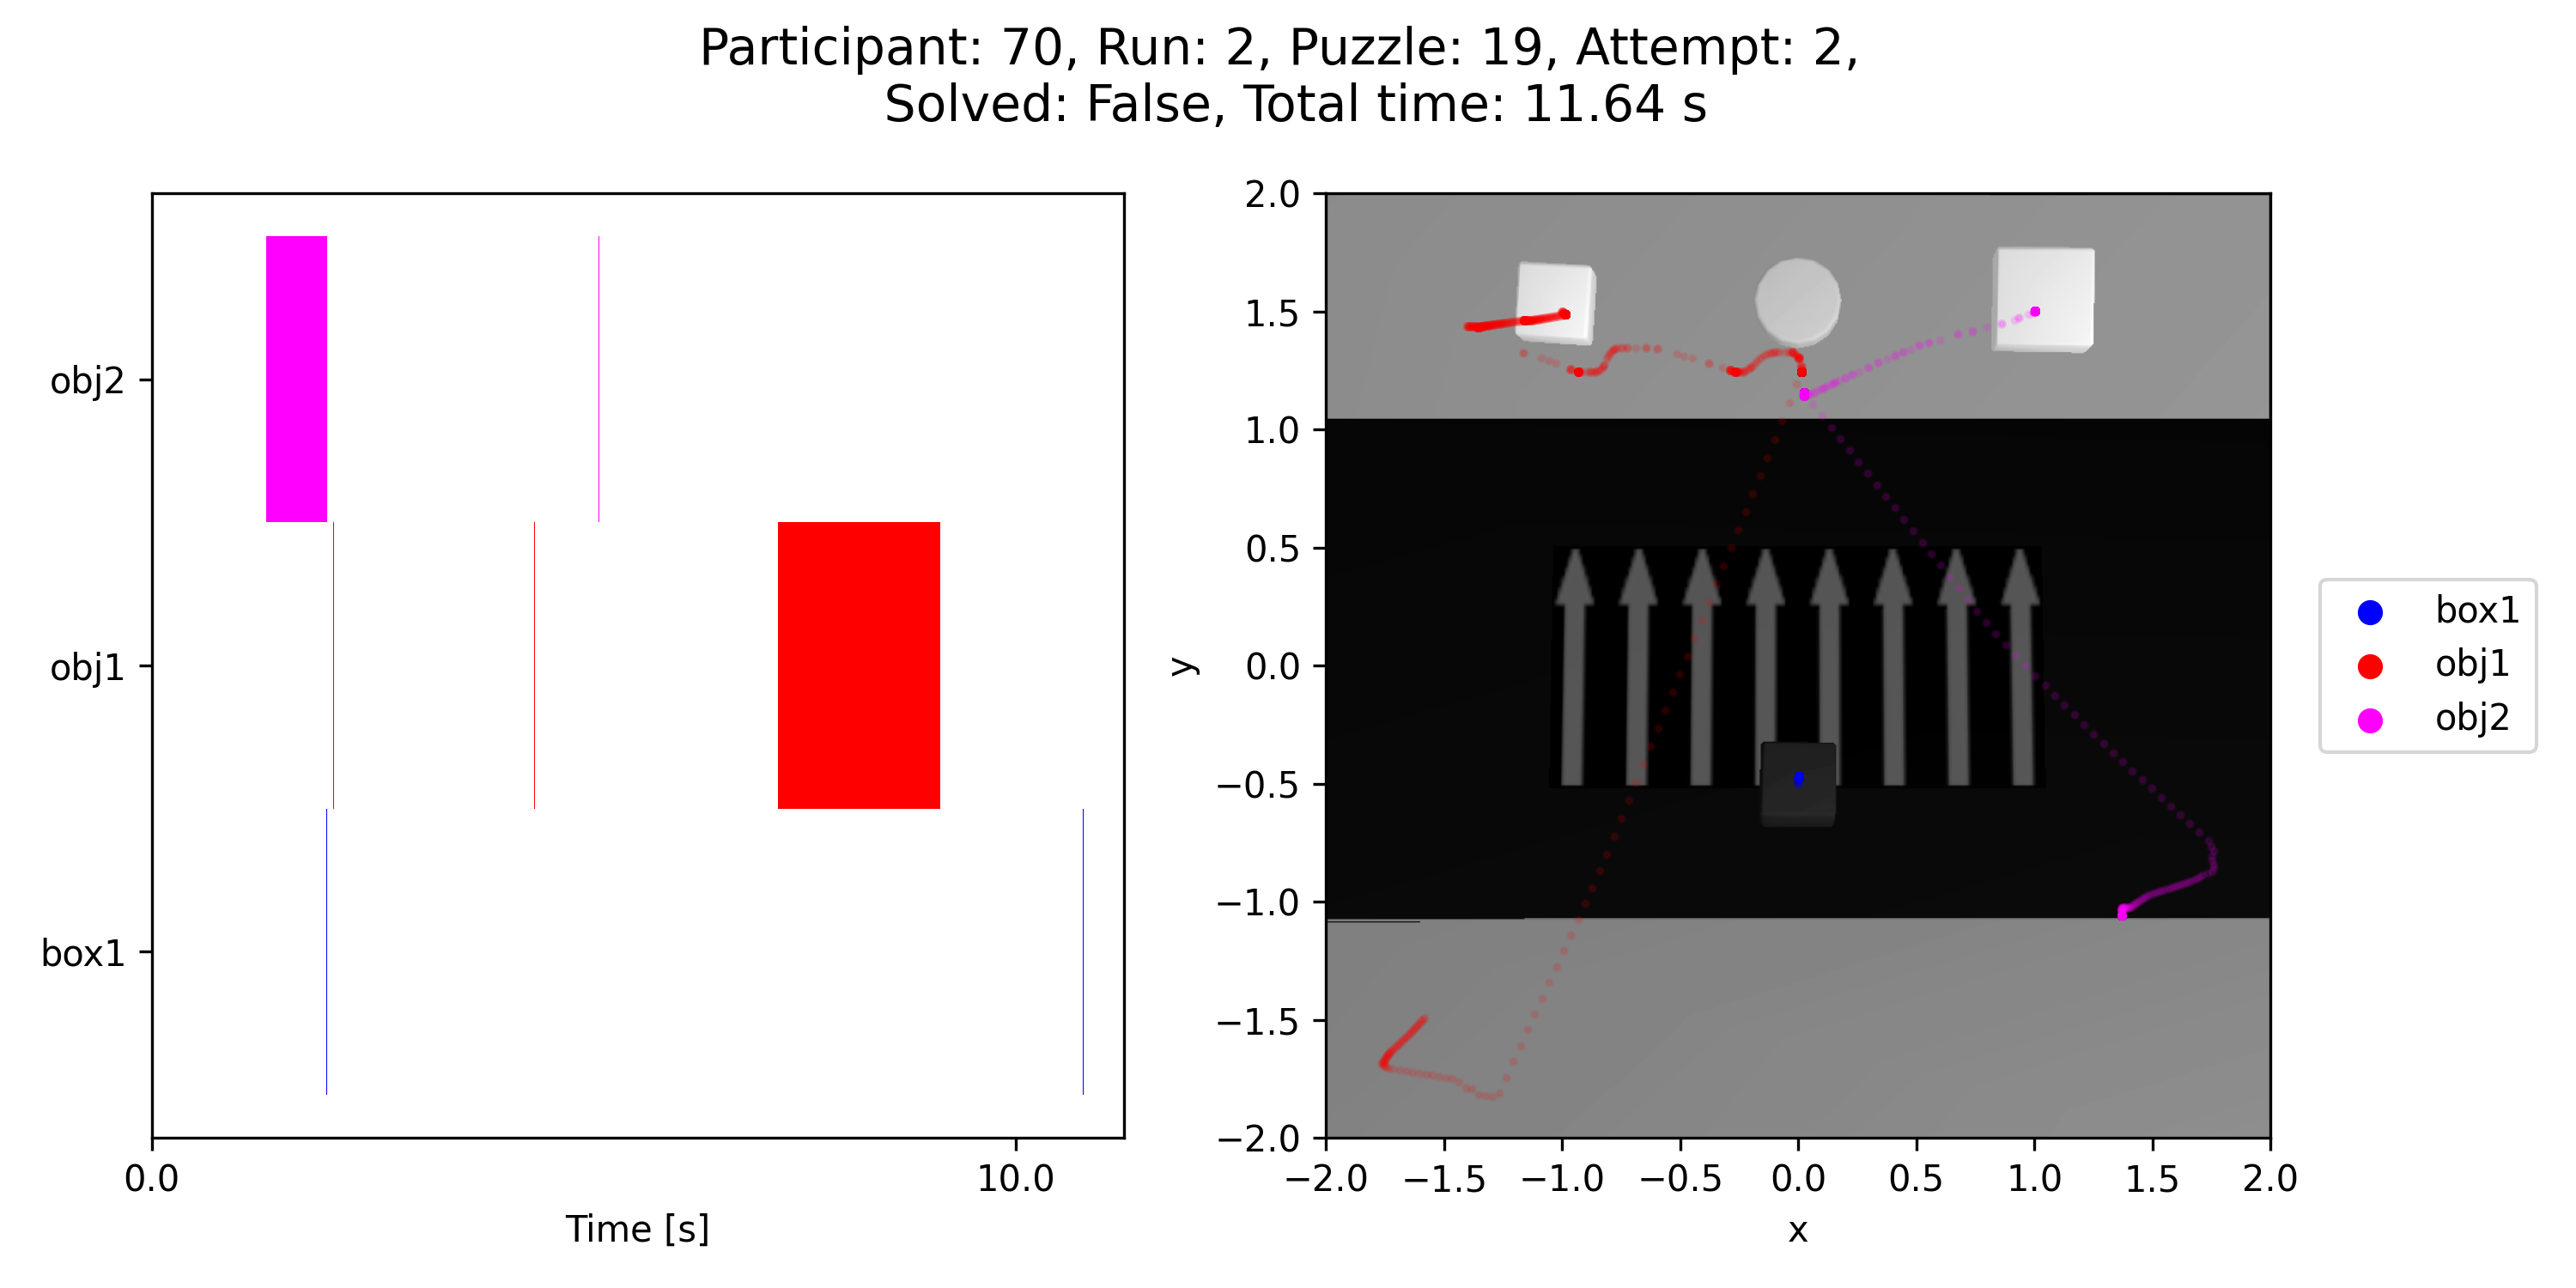 Participant: 70, Run: 2, Puzzle: 19, Attempt: 2,
Solved: False, Total time: 11.64 s
obj2
obj1
box1
0.0
10.0
Time [s]
y
2.0
1.5
1.0
0.5
0.0
−0.5
−1.0
−1.5
−2.0
−2.0
−1.5
−1.0
−0.5
0.0
0.5
1.0
1.5
2.0
x
box1
obj1
obj2